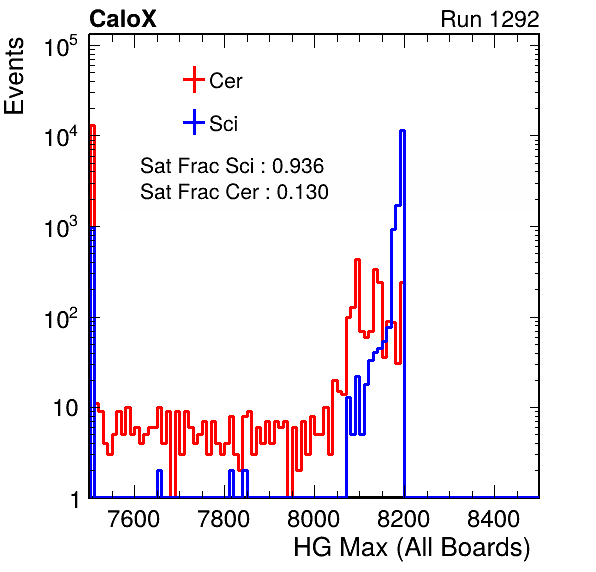 CaloX Run 1292
Events
10^5
10^4
10^3
10^2
10
1
Cer
Sci
Sat Frac Sci : 0.936
Sat Frac Cer : 0.130
7600 7800 8000 8200 8400
HG Max (All Boards)